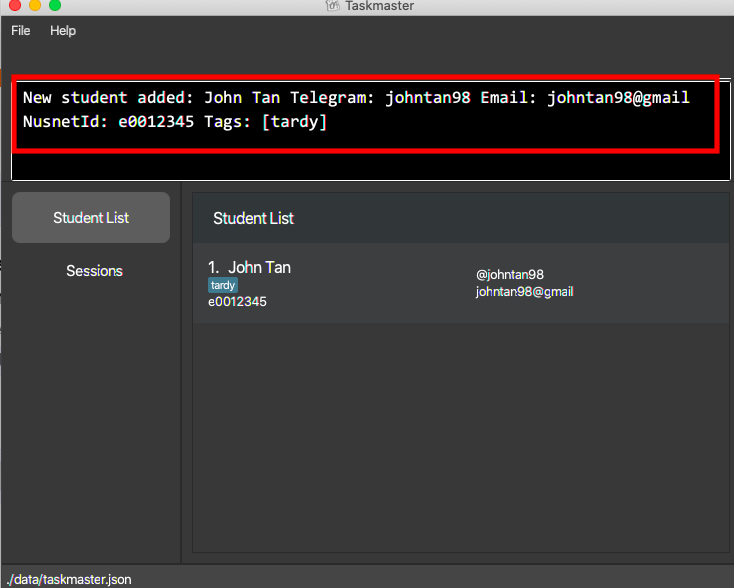 Taskmaster
File Help
New student added: John Tan Telegram: johntan98 Email: johntan98@gmail
NusnetId: e0012345 Tags: [tardy]
Student List
Sessions
Student List
1. John Tan
tardy
e0012345
@johntan98
johntan98@gmail
./data/taskmaster.json